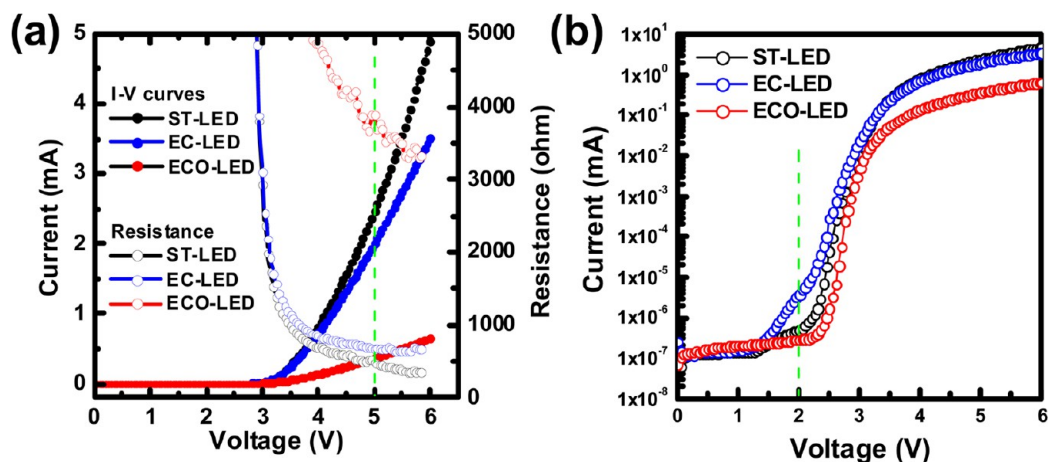 (a)
5
4
3
2
1
0
Current (mA)
I-V curves
ST-LED
EC-LED
ECO-LED
Resistance
ST-LED
EC-LED
ECO-LED
5000
4000
3000
2000
1000
0
Resistance (ohm)
0 1 2 3 4 5 6
Voltage (V)
(b)
1x10¹
1x10⁰
1x10⁻¹
1x10⁻²
1x10⁻³
1x10⁻⁴
1x10⁻⁵
1x10⁻⁶
1x10⁻⁷
1x10⁻⁸
Current (mA)
ST-LED
EC-LED
ECO-LED
0 1 2 3 4 5 6
Voltage (V)